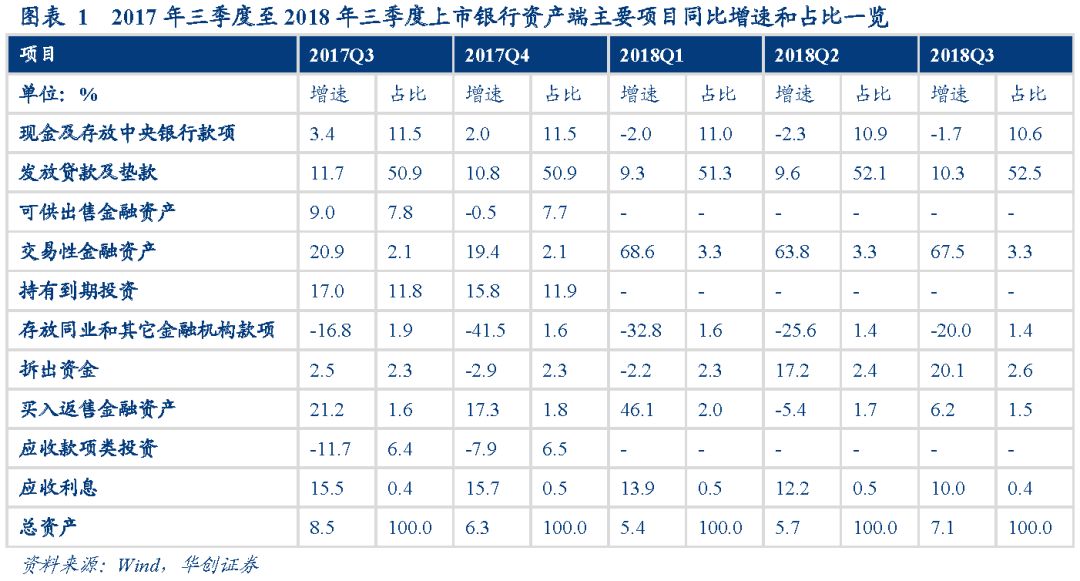 图表 1 2017 年三季度至 2018 年三季度上市银行资产端主要项目同比增速和占比一览
项目 2017Q3 2017Q4 2018Q1 2018Q2 2018Q3
单位：% 增速 占比 增速 占比 增速 占比 增速 占比 增速 占比
现金及存放中央银行款项 3.4 11.5 2.0 11.5 -2.0 11.0 -2.3 10.9 -1.7 10.6
发放贷款及垫款 11.7 50.9 10.8 50.9 9.3 51.3 9.6 52.1 10.3 52.5
可供出售金融资产 9.0 7.8 -0.5 7.7 - - - - - -
交易性金融资产 20.9 2.1 19.4 2.1 68.6 3.3 63.8 3.3 67.5 3.3
持有到期投资 17.0 11.8 15.8 11.9 - - - - - -
存放同业和其它金融机构款项 -16.8 1.9 -41.5 1.6 -32.8 1.6 -25.6 1.4 -20.0 1.4
拆出资金 2.5 2.3 -2.9 2.3 -2.2 2.3 17.2 2.4 20.1 2.6
买入返售金融资产 21.2 1.6 17.3 1.8 46.1 2.0 -5.4 1.7 6.2 1.5
应收款项类投资 -11.7 6.4 -7.9 6.5 - - - - - -
应收利息 15.5 0.4 15.7 0.5 13.9 0.5 12.2 0.5 10.0 0.4
总资产 8.5 100.0 6.3 100.0 5.4 100.0 5.7 100.0 7.1 100.0
资料来源：Wind，华创证券